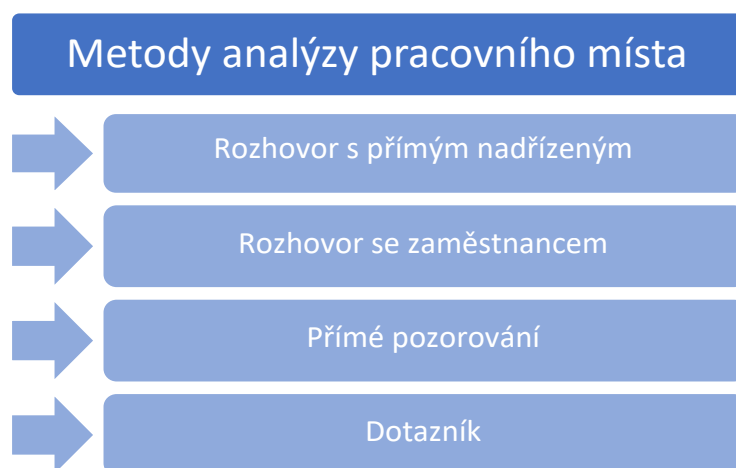 Metody analýzy pracovního místa
Rozhovor s přímým nadřízeným
Rozhovor se zaměstnancem
Přímé pozorování
Dotazník